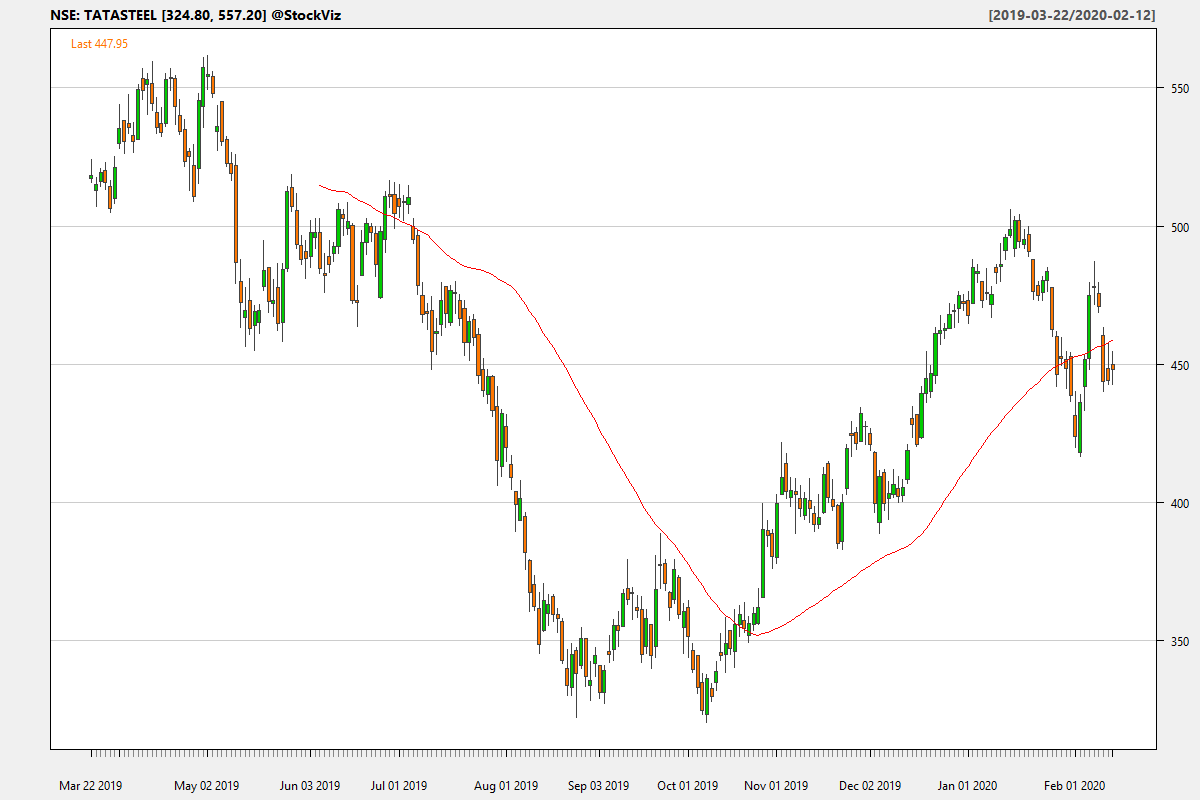 NSE: TATASTEEL [324.80, 557.20] @StockViz [2019-03-22/2020-02-12]
Last 447.95
550
500
450
400
350
Mar 22 2019 May 02 2019 Jun 03 2019 Jul 01 2019 Aug 01 2019 Sep 03 2019 Oct 01 2019 Nov 01 2019 Dec 02 2019 Jan 01 2020 Feb 01 2020